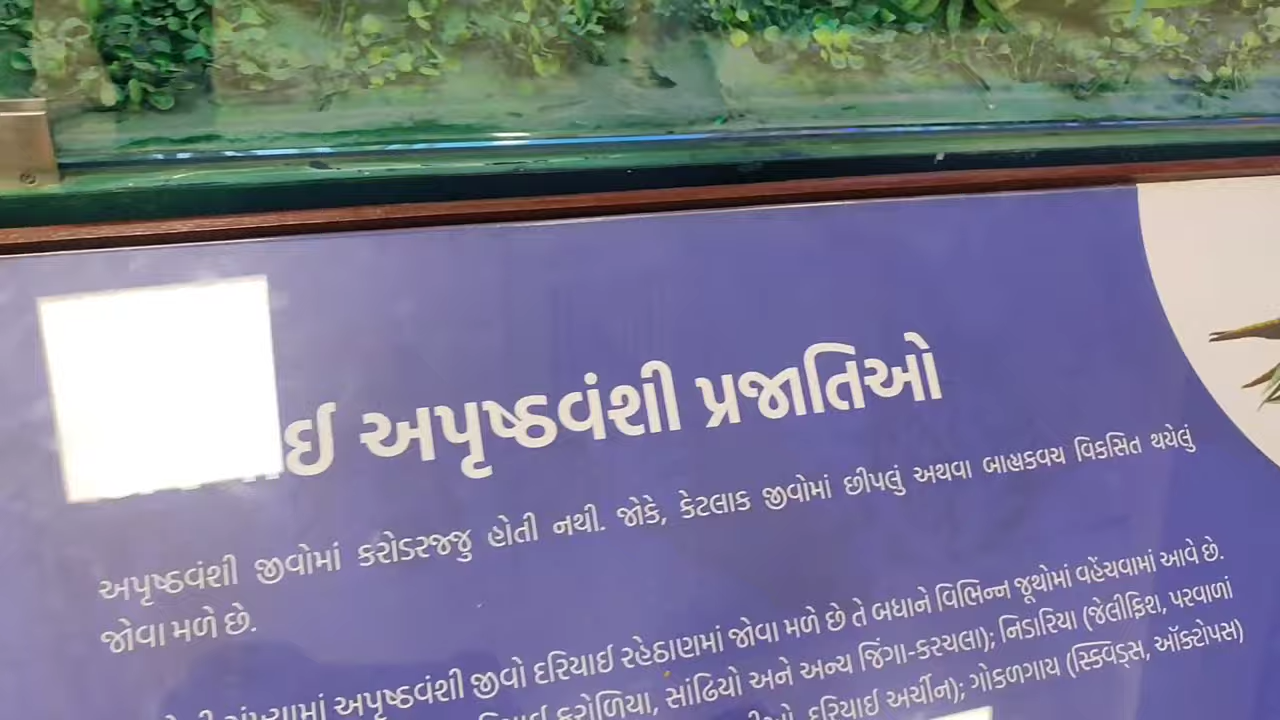 અપૃષ્ઠવંશી પ્રજાતિઓ
અપૃષ્ઠવંશી જીવોમાં કરોડરજ્જુ હોતી નથી. જોકે, કેટલાક જીવોમાં છીપલું અથવા બાહ્યકવચ વિકસિત થયેલું
જોવા મળે છે.
અપૃષ્ઠવંશી જીવો દરિયાઈ રહેઠાણમાં જોવા મળે છે તે બધાને વિભિન્ન જૂથોમાં વહેંચવામાં આવે છે.
કરોળિયા, સાંઢિયો અને અન્ય જિંગા-કરચલા); નિડારિયા (જેલીફિશ, પરવાળાં
દરિયાઈ અર્ચીન); ગોકળગાય (સ્ક્વિડ્સ, ઑક્ટોપસ)